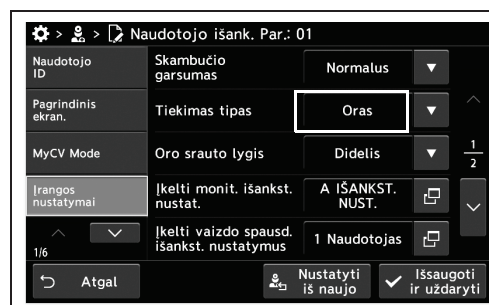 > > Naudotojo išank. Par.: 01
Naudotojo
ID
Skambučio
garsumas
Normalus
Pagrindinis
ekran.
Tiekimas tipas
Oras
MyCV Mode
Oro srauto lygis
Didelis
1
2
Įrangos
nustatymai
Įkelti monit. išankst.
nustat.
A IŠANKST.
NUST.
1/6
Įkelti vaizdo spausd.
išankst. nustatymus
1 Naudotojas
Atgal
Nustatyti
iš naujo
Išsaugoti
ir uždaryti